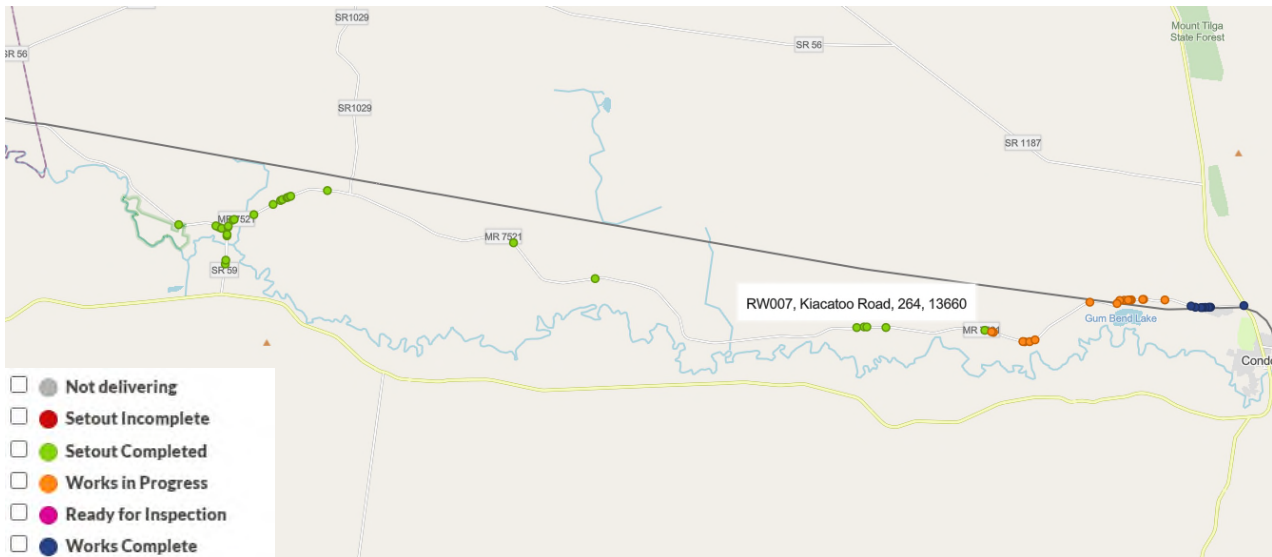 SR1029
Mount Tilga
State Forest
SR 56
SR 56
SR1029
SR 1187
MR 7521
MR 7521
SR 59
RW007, Kiacatoo Road, 264, 13660
Gum Bend Lake
MR
Condo
Not delivering
Setout Incomplete
Setout Completed
Works in Progress
Ready for Inspection
Works Complete